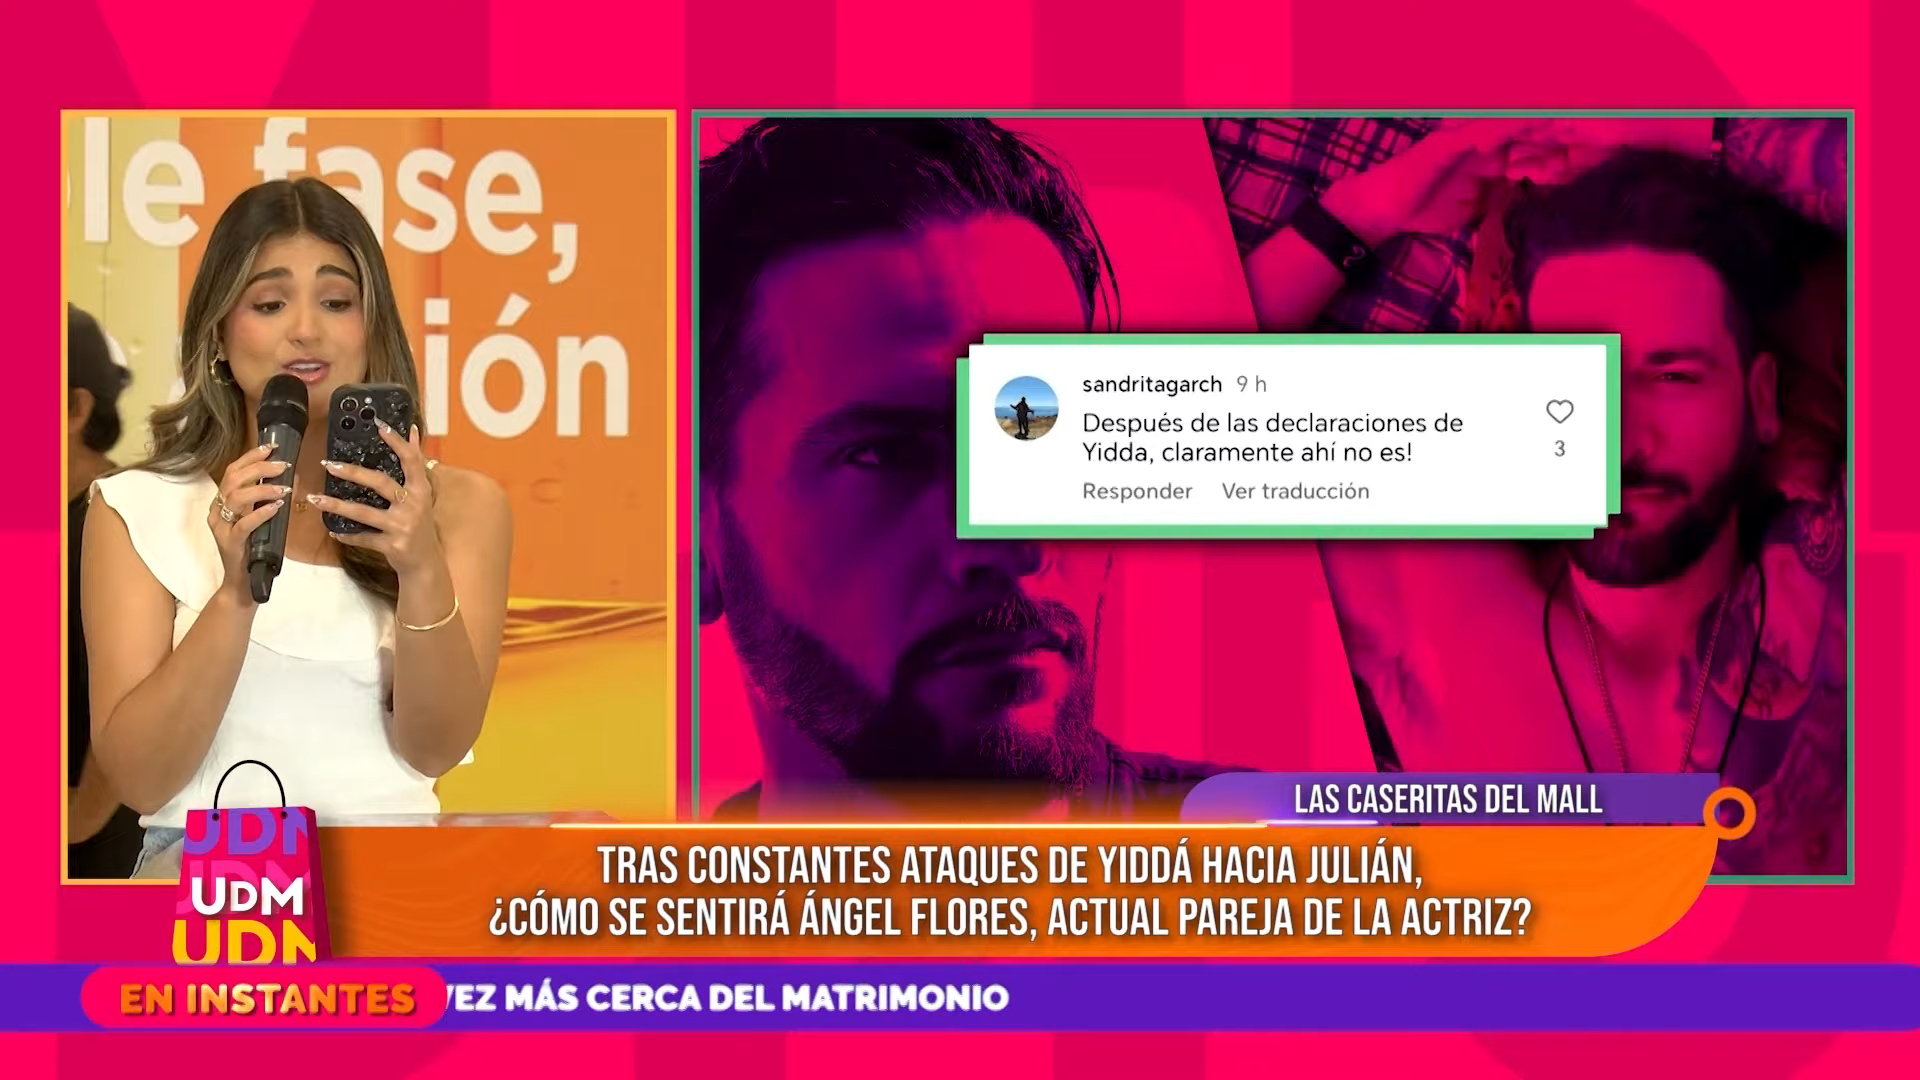 le fase,
ión
sandritagarch 9 h
Después de las declaraciones de
Yidda, claramente ahí no es!
3
Responder Ver traducción
LAS CASERITAS DEL MALL
TRAS CONSTANTES ATAQUES DE YIDDÁ HACIA JULIÁN,
¿CÓMO SE SENTIRÁ ÁNGEL FLORES, ACTUAL PAREJA DE LA ACTRIZ?
UDM
UDM
UDM
EN INSTANTES
VEZ MÁS CERCA DEL MATRIMONIO